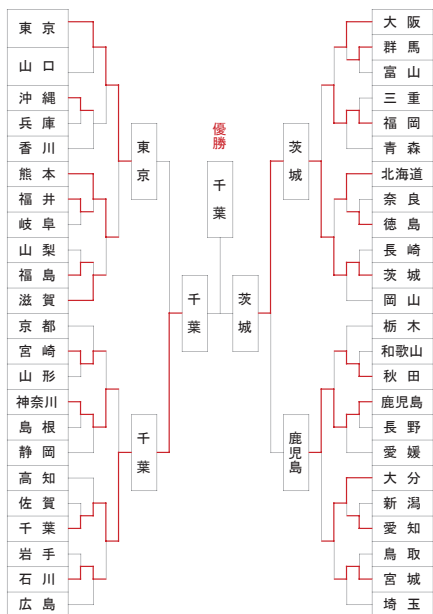 東京
山口
沖縄
兵庫
香川
熊本
福井
岐阜
山梨
福島
滋賀
京都
宮崎
山形
神奈川
島根
静岡
高知
佐賀
千葉
岩手
石川
広島
東京
千葉
千葉
優勝
千葉
茨城
茨城
鹿児島
大阪
群馬
富山
三重
福岡
青森
北海道
奈良
徳島
長崎
茨城
岡山
栃木
和歌山
秋田
鹿児島
長野
愛媛
大分
新潟
愛知
鳥取
宮城
埼玉